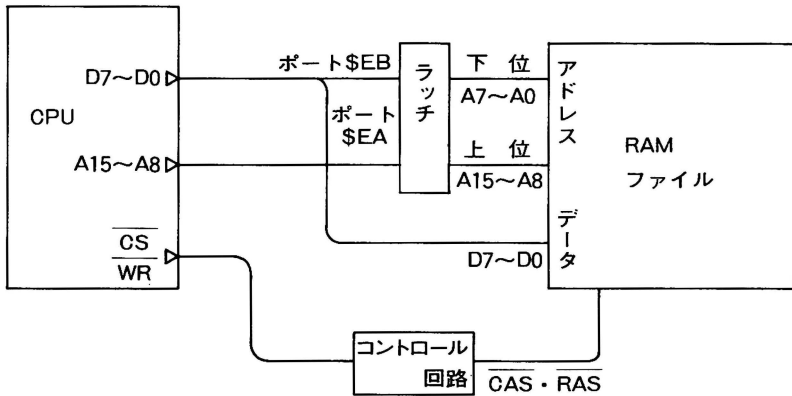 CPU
D7〜D0
A15〜A8
CS
WR
ポート$EB
ポート
$EA
ラッチ
下 位
A7〜A0
上 位
A15〜A8
アドレス
データ
D7〜D0
RAM
ファイル
コントロール
回路
CAS・RAS